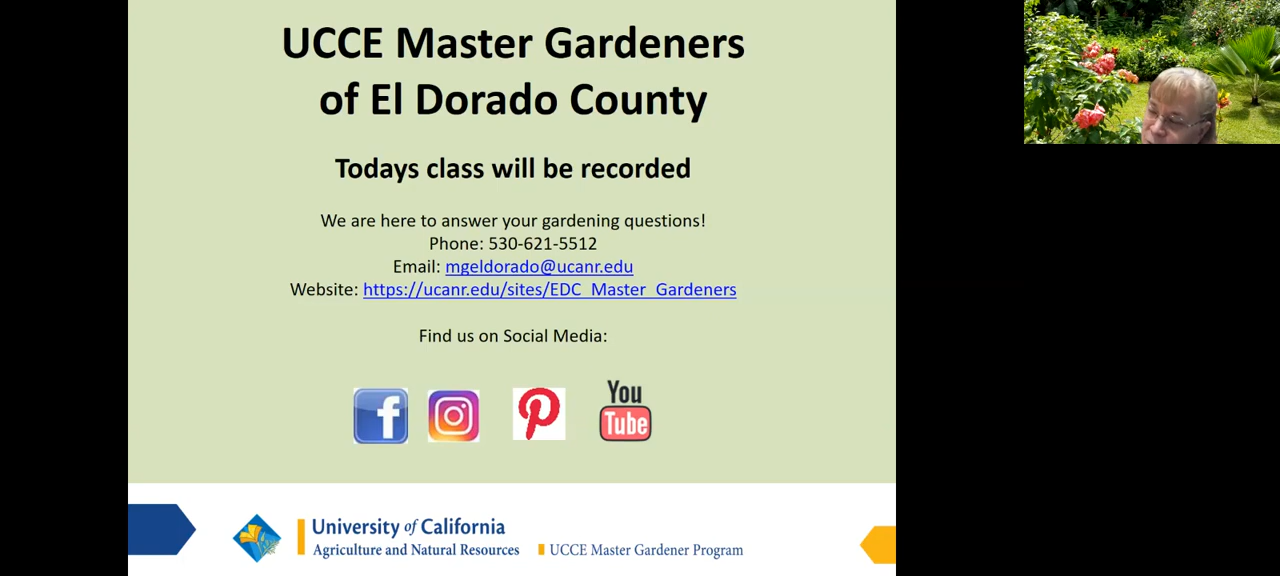 UCCE Master Gardeners
of El Dorado County
Todays class will be recorded
We are here to answer your gardening questions!
Phone: 530-621-5512
Email: mgeldorado@ucanr.edu
Website: https://ucanr.edu/sites/EDC_Master_Gardeners
Find us on Social Media:
You
Tube
University of California
Agriculture and Natural Resources
UCCE Master Gardener Program